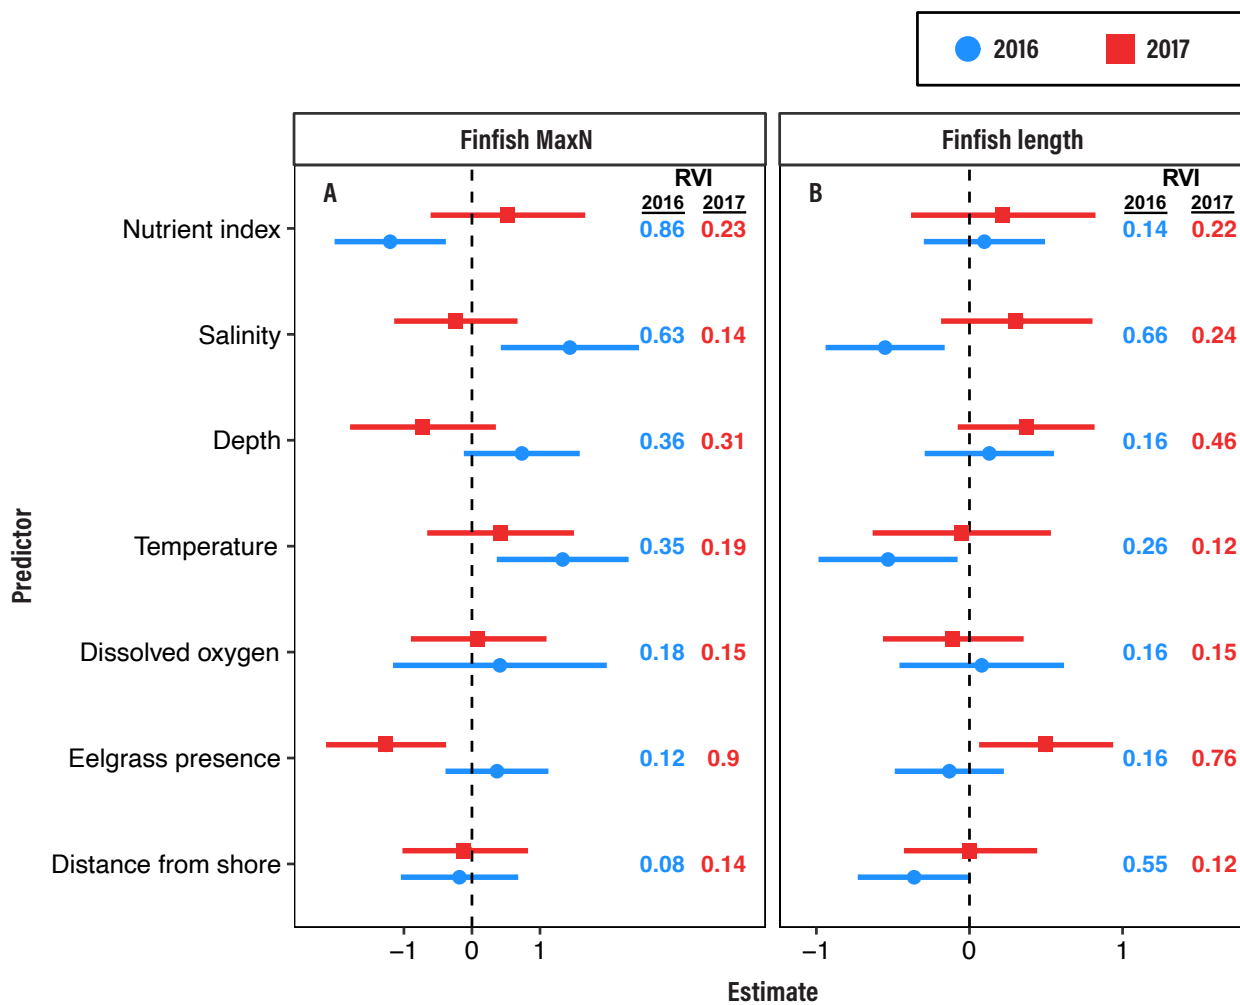 2016 2017
Finfish MaxN Finfish length
A RVI B RVI
2016 2017 2016 2017
Nutrient index 0.86 0.23 0.14 0.22
Salinity 0.63 0.14 0.66 0.24
Depth 0.36 0.31 0.16 0.46
Temperature 0.35 0.19 0.26 0.12
Dissolved oxygen 0.18 0.15 0.16 0.15
Eelgrass presence 0.12 0.9 0.16 0.76
Distance from shore 0.08 0.14 0.55 0.12
Predictor
−1 0 1 −1 0 1
Estimate